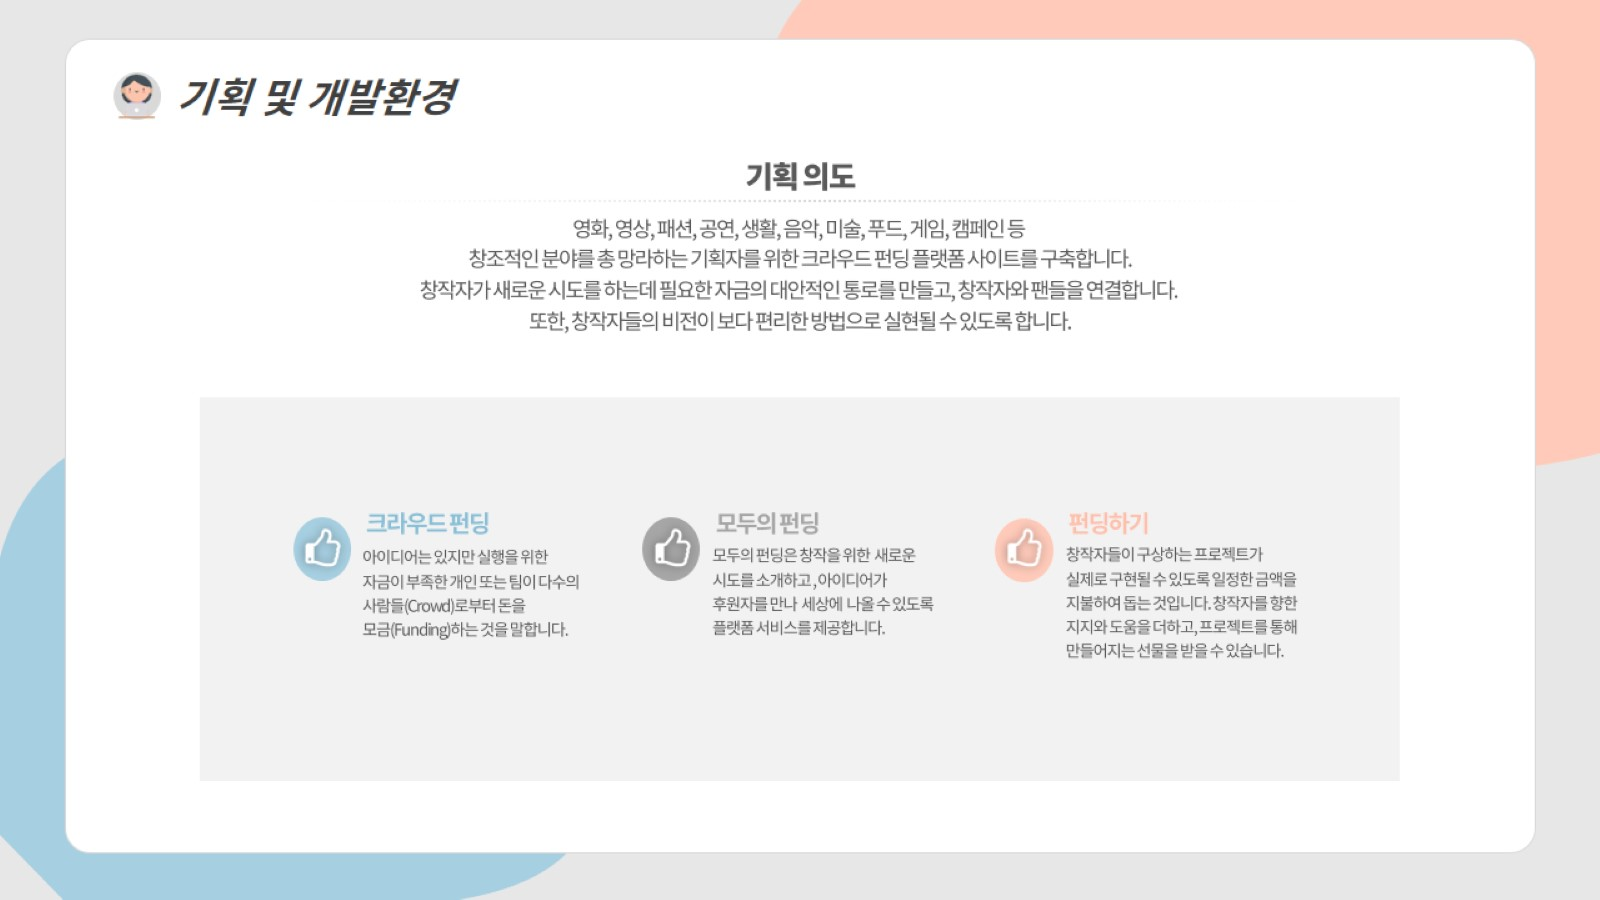 기획 및 개발환경
기획 의도
영화, 영상, 패션, 공연, 생활, 음악, 미술, 푸드, 게임, 캠페인 등
창조적인 분야를 총 망라하는 기획자를 위한 크라우드 펀딩 플랫폼 사이트를 구축합니다.
창작자가 새로운 시도를 하는데 필요한 자금의 대안적인 통로를 만들고, 창작자와 팬들을 연결합니다.
또한, 창작자들의 비전이 보다 편리한 방법으로 실현될 수 있도록 합니다.
크라우드 펀딩
아이디어는 있지만 실행을 위한
자금이 부족한 개인 또는 팀이 다수의
사람들(Crowd)로부터 돈을
모금(Funding)하는 것을 말합니다.
모두의 펀딩
모두의 펀딩은 창작을 위한 새로운
시도를 소개하고 , 아이디어가
후원자를 만나 세상에 나올 수 있도록
플랫폼 서비스를 제공합니다.
펀딩하기
창작자들이 구상하는 프로젝트가
실제로 구현될 수 있도록 일정한 금액을
지불하여 돕는 것입니다. 창작자를 향한
지지와 도움을 더하고, 프로젝트를 통해
만들어지는 선물을 받을 수 있습니다.